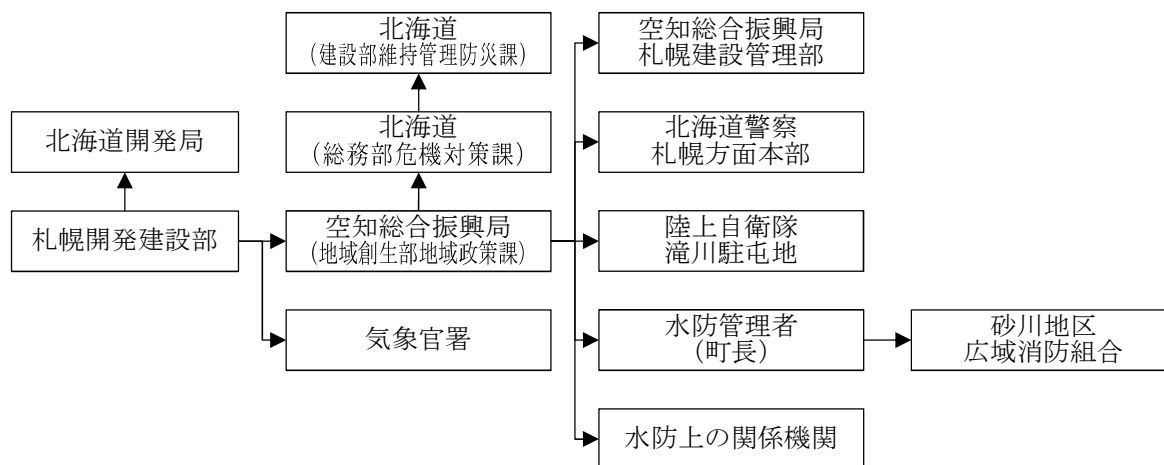 北海道
(建設部維持管理防災課)
空知総合振興局
札幌建設管理部
北海道開発局
北海道
(総務部危機対策課)
北海道警察
札幌方面本部
札幌開発建設部
空知総合振興局
(地域創生部地域政策課)
陸上自衛隊
滝川駐屯地
気象官署
水防管理者
(町長)
砂川地区
広域消防組合
水防上の関係機関